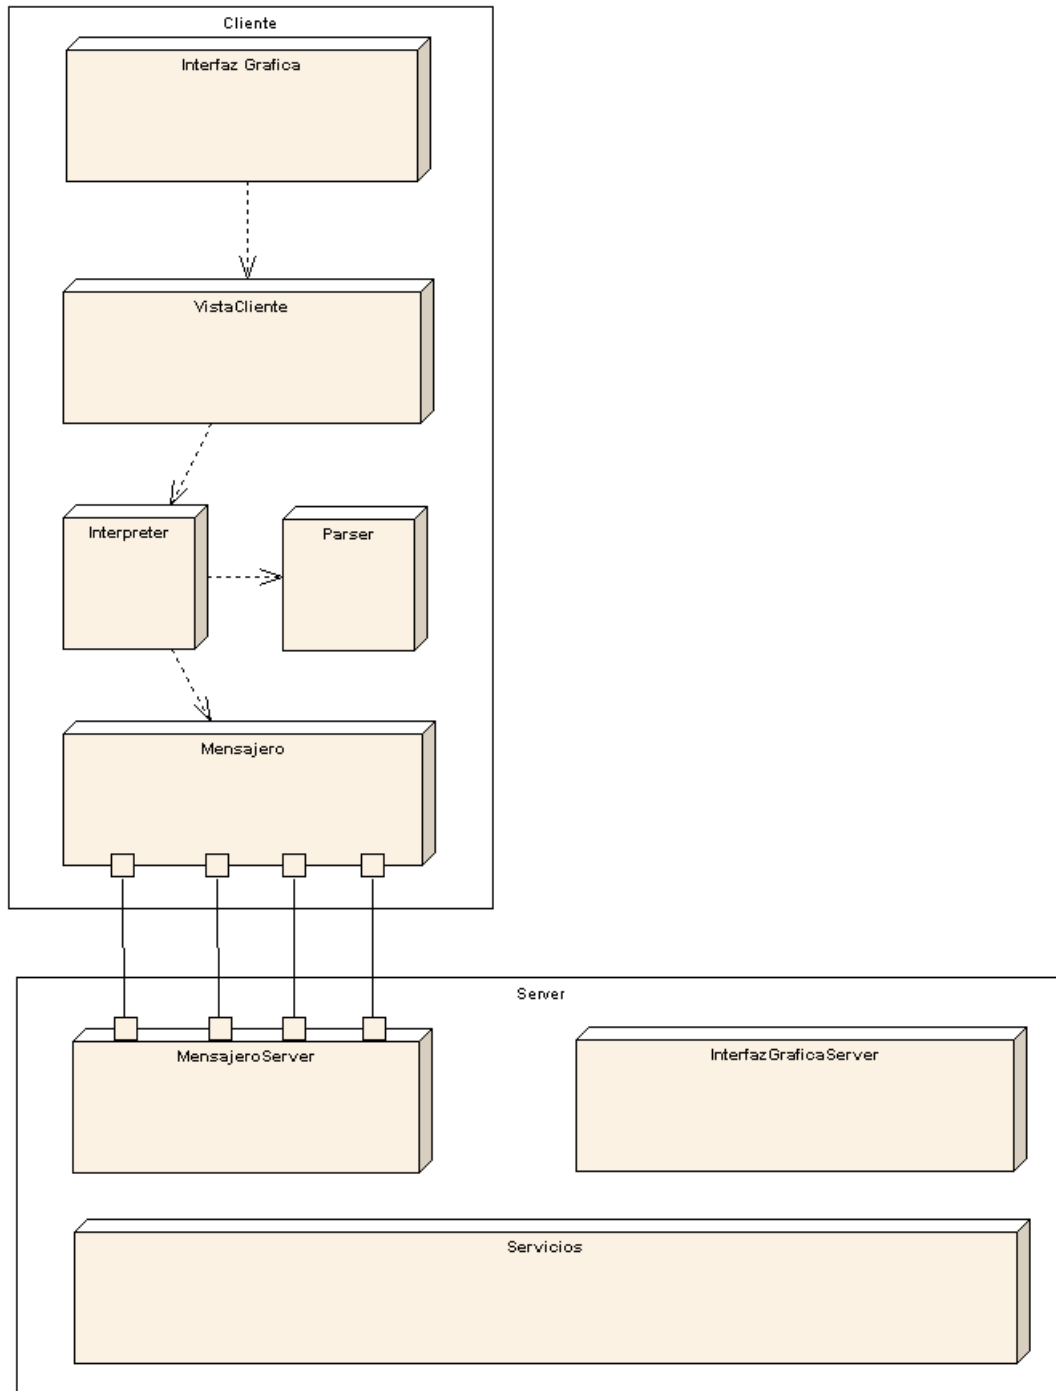 Cliente
Interfaz Grafica
VistaCliente
Interpreter
Parser
Mensajero
Server
MensajeroServer
InterfazGraficaServer
Servicios